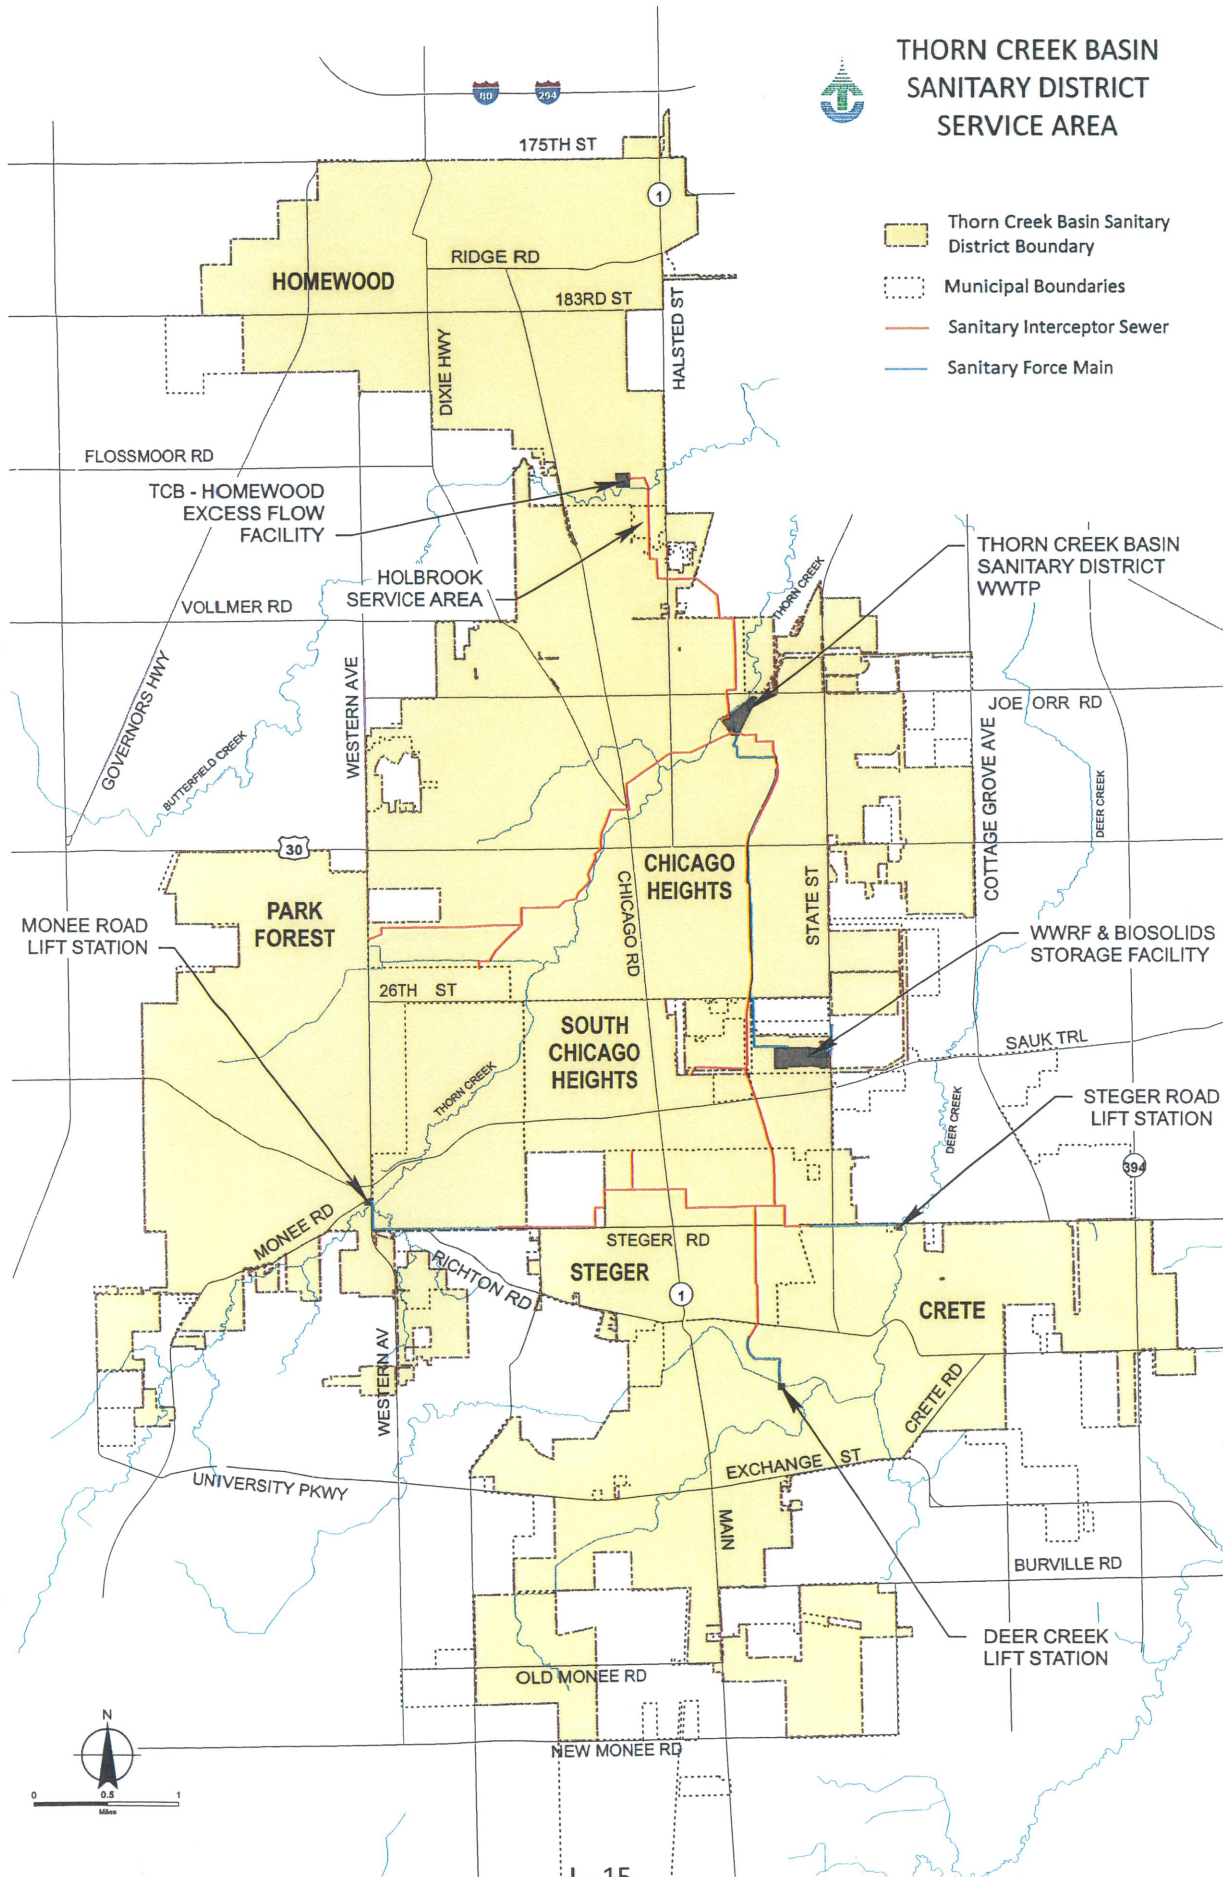 THORN CREEK BASIN
SANITARY DISTRICT
SERVICE AREA
80
294
175TH ST
1
Thorn Creek Basin Sanitary
District Boundary
Municipal Boundaries
Sanitary Interceptor Sewer
Sanitary Force Main
RIDGE RD
HOMEWOOD
183RD ST
HALSTED ST
DIXIE HWY
FLOSSMOOR RD
TCB - HOMEWOOD
EXCESS FLOW
FACILITY
THORN CREEK BASIN
SANITARY DISTRICT
WWTP
HOLBROOK
SERVICE AREA
THORN CREEK
VOLLMER RD
GOVERNORS HWY
WESTERN AVE
JOE ORR RD
COTTAGE GROVE AVE
BUTTERFIELD CREEK
DEER CREEK
30
CHICAGO
HEIGHTS
CHICAGO RD
STATE ST
PARK
FOREST
MONEE ROAD
LIFT STATION
WWRF & BIOSOLIDS
STORAGE FACILITY
26TH ST
SOUTH
CHICAGO
HEIGHTS
SAUK TRL
THORN CREEK
DEER CREEK
STEGER ROAD
LIFT STATION
394
MONEE RD
STEGER RD
RICHTON RD
STEGER
1
CRETE
WESTERN AV
CRETE RD
EXCHANGE ST
UNIVERSITY PKWY
MAIN
BURVILLE RD
DEER CREEK
LIFT STATION
OLD MONEE RD
N
NEW MONEE RD
0 0.5 1
Miles